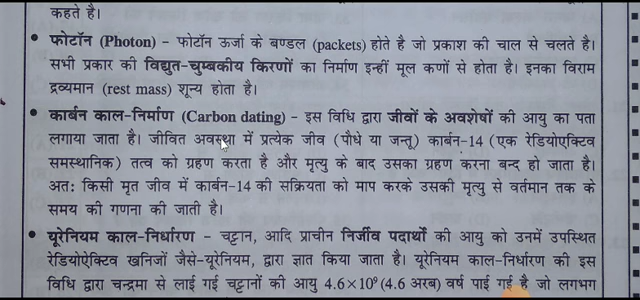 कहते है।
• फोटॉन (Photon) – फोटॉन ऊर्जा के बण्डल (packets) होते है जो प्रकाश की चाल से चलते है।
सभी प्रकार की विद्युत-चुम्बकीय किरणों का निर्माण इन्हीं मूल कणों से होता है। इनका विराम
द्रव्यमान (rest mass) शून्य होता है।
• कार्बन काल-निर्माण (Carbon dating) – इस विधि द्वारा जीवों के अवशेषों की आयु का पता
लगाया जाता है। जीवित अवस्था में प्रत्येक जीव (पौधे या जन्तु) कार्बन-14 (एक रेडियोएक्टिव
समस्थानिक) तत्व को ग्रहण करता है और मृत्यु के बाद उसका ग्रहण करना बन्द हो जाता है।
अतः किसी मृत जीव में कार्बन-14 की सक्रियता को माप करके उसकी मृत्यु से वर्तमान तक के
समय की गणना की जाती है।
• यूरेनियम काल-निर्धारण – चट्टान, आदि प्राचीन निर्जीव पदार्थों की आयु को उनमें उपस्थित
रेडियोऐक्टिव खनिजों जैसे-यूरेनियम, द्वारा ज्ञात किया जाता है। यूरेनियम काल-निर्धारण की इस
विधि द्वारा चन्द्रमा से लाई गई चट्टानों की आयु 4.6×10⁹ (4.6 अरब) वर्ष पाई गई है जो लगभग